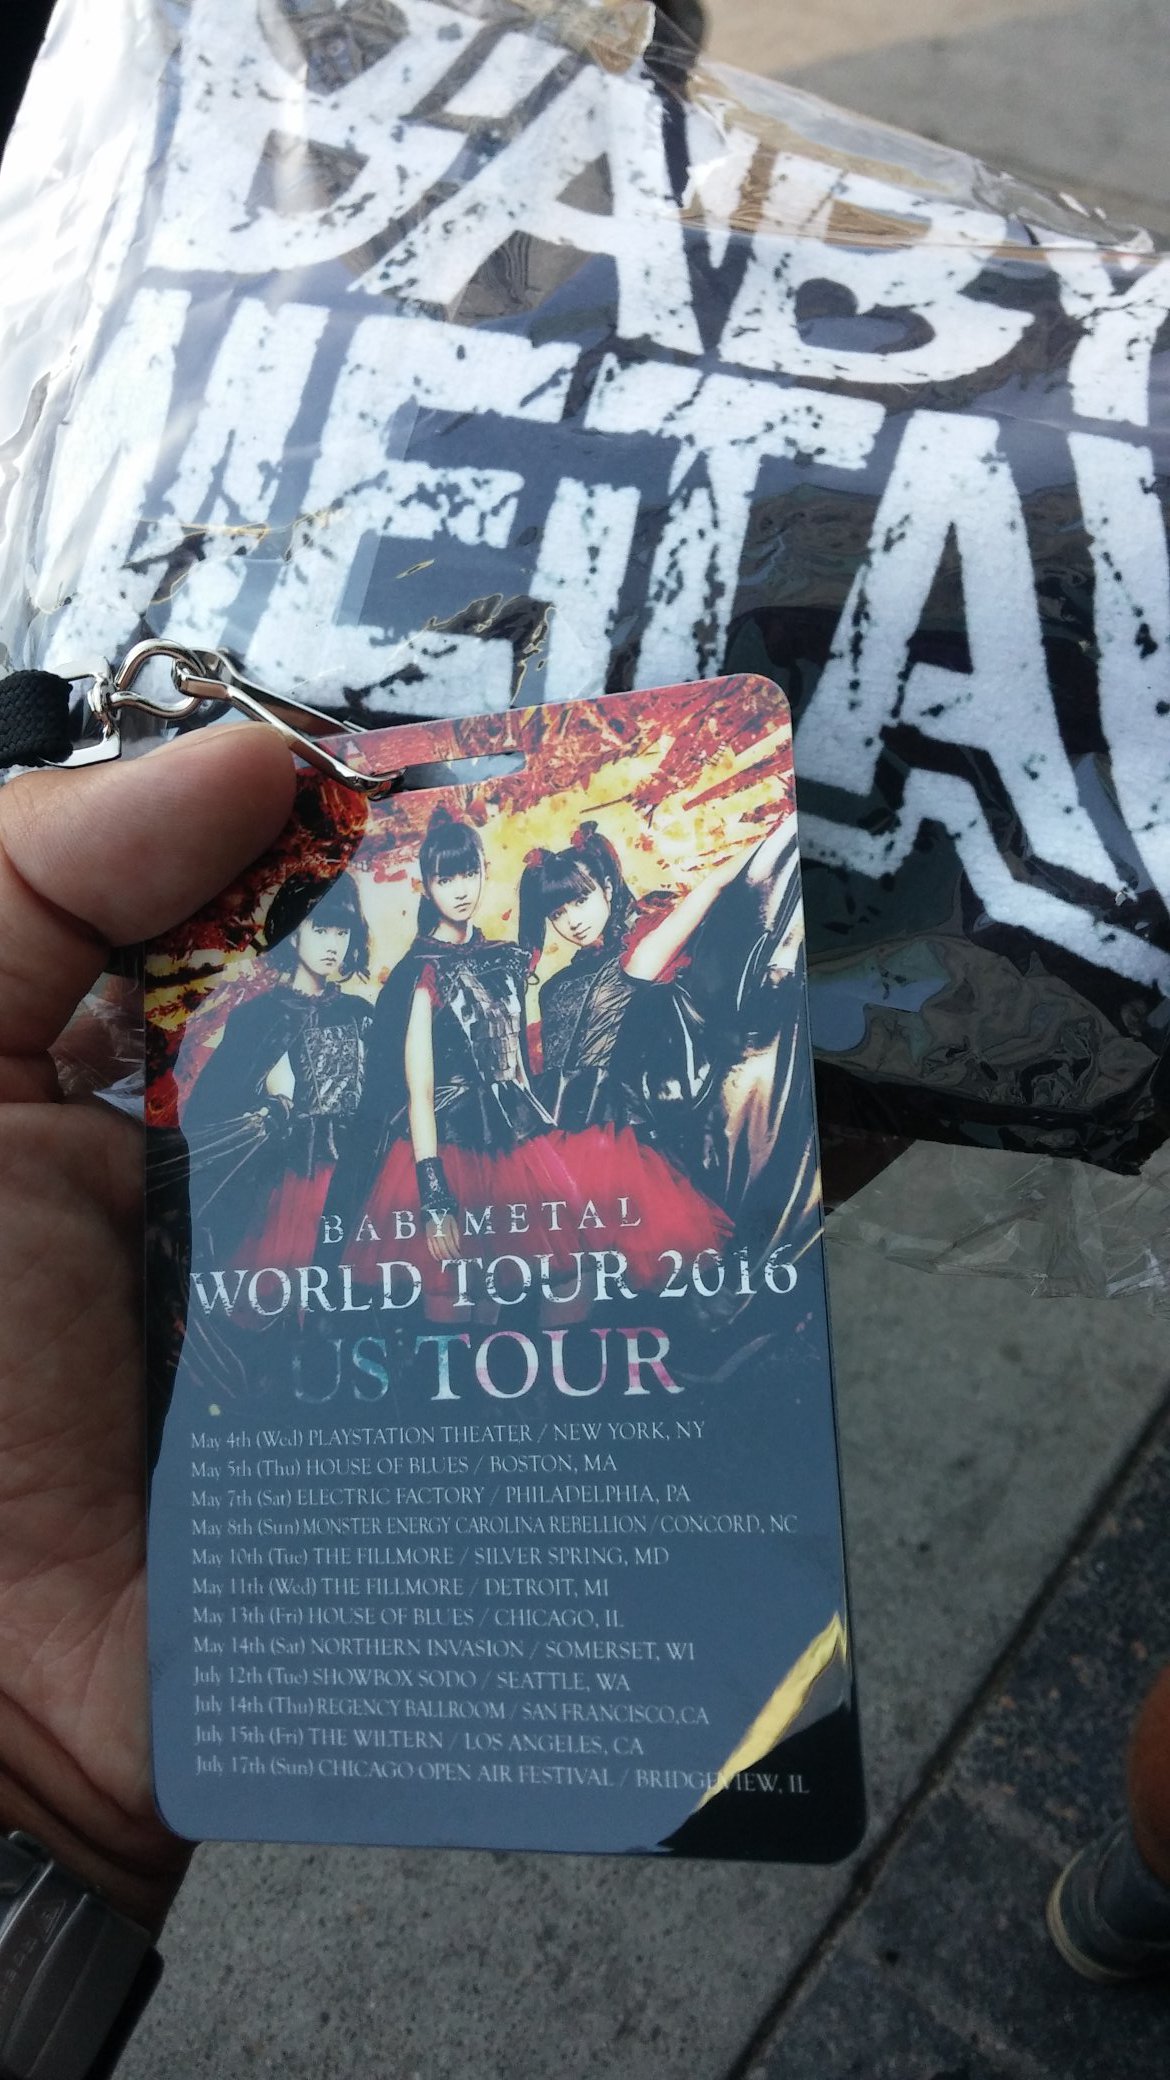 BABY
METAL
BABYMETAL
WORLD TOUR 2016
US TOUR
May 4th (Wed) PLAYSTATION THEATER / NEW YORK, NY
May 5th (Thu) HOUSE OF BLUES / BOSTON, MA
May 7th (Sat) ELECTRIC FACTORY / PHILADELPHIA, PA
May 8th (Sun) MONSTER ENERGY CAROLINA REBELLION / CONCORD, NC
May 10th (Tue) THE FILLMORE / SILVER SPRING, MD
May 11th (Wed) THE FILLMORE / DETROIT, MI
May 13th (Fri) HOUSE OF BLUES / CHICAGO, IL
May 14th (Sat) NORTHERN INVASION / SOMERSET, WI
July 12th (Tue) SHOWBOX SODO / SEATTLE, WA
July 14th (Thu) REGENCY BALLROOM / SAN FRANCISCO,CA
July 15th (Fri) THE WILTERN / LOS ANGELES, CA
July 17th (Sun) CHICAGO OPEN AIR FESTIVAL / BRIDGEVIEW, IL